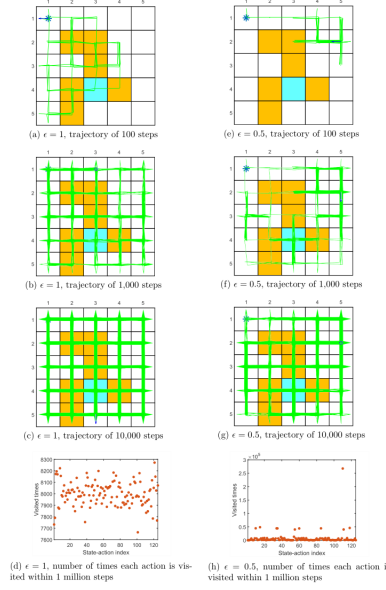 1 2 3 4 5
1
2
3
4
5
(a) ϵ = 1, trajectory of 100 steps
1 2 3 4 5
1
2
3
4
5
(e) ϵ = 0.5, trajectory of 100 steps
1 2 3 4 5
1
2
3
4
5
(b) ϵ = 1, trajectory of 1,000 steps
1 2 3 4 5
1
2
3
4
5
(f) ϵ = 0.5, trajectory of 1,000 steps
1 2 3 4 5
1
2
3
4
5
(c) ϵ = 1, trajectory of 10,000 steps
1 2 3 4 5
1
2
3
4
5
(g) ϵ = 0.5, trajectory of 10,000 steps
8300
8200
8100
8000
7900
7800
7700
7600
Visited times
20 40 60 80 100 120
State-action index
(d) ϵ = 1, number of times each action is vis-
ited within 1 million steps
3
2.5
2
1.5
1
0.5
0
Visited times
20 40 60 80 100 120
State-action index
(h) ϵ = 0.5, number of times each action i
visited within 1 million steps